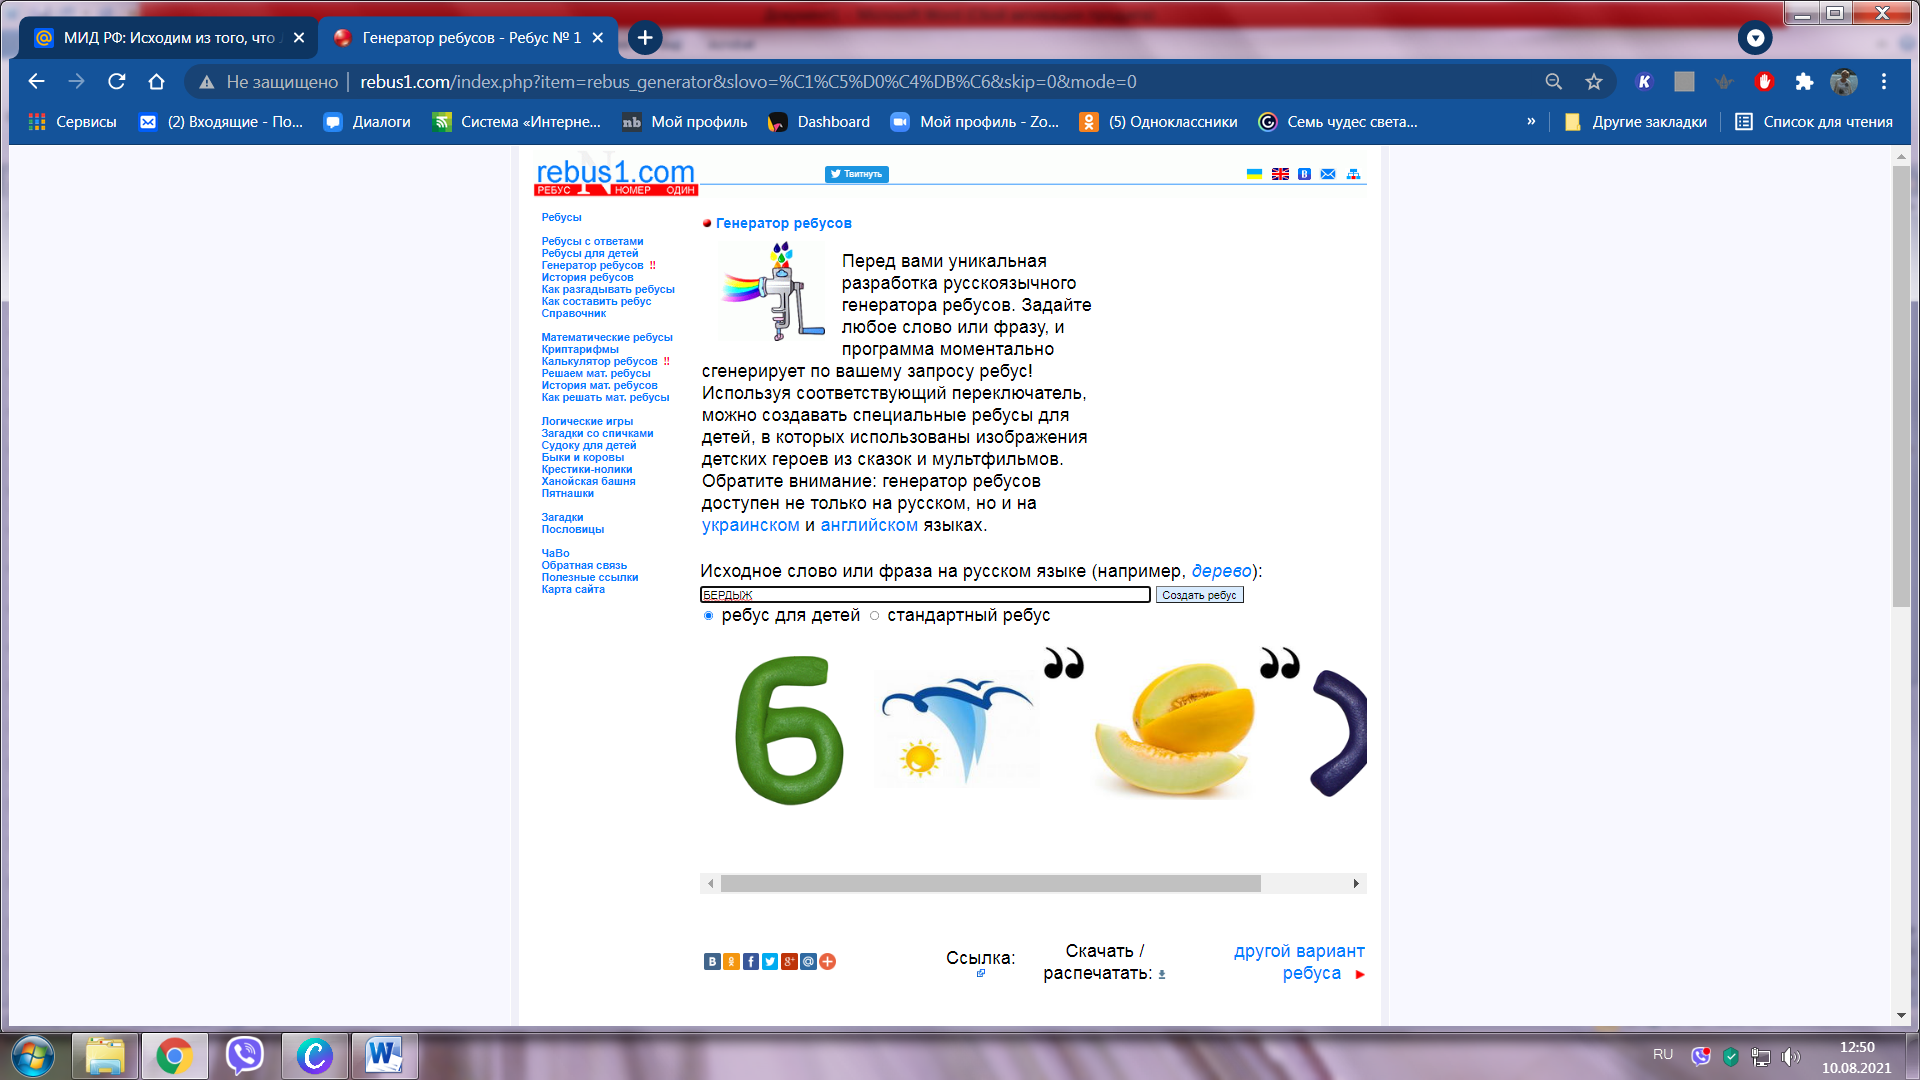 МИД РФ: Исходим из того, что
Генератор ребусов - Ребус № 1
Не защищено | rebus1.com/index.php?item=rebus_generator&slovo=%C1%C5%D0%C4%DB%C6&skip=0&mode=0
Сервисы (2) Входящие - По... Диалоги Система «Интерне... nb Мой профиль Dashboard Мой профиль - Zo... (5) Одноклассники Семь чудес света... » Другие закладки Список для чтения
rebus1.com
РЕБУС N НОМЕР ОДИН
Твитнуть
Ребусы
Ребусы с ответами
Ребусы для детей
Генератор ребусов !!
История ребусов
Как разгадывать ребусы
Как составить ребус
Справочник
Математические ребусы
Криптарифмы
Калькулятор ребусов !!
Решаем мат. ребусы
История мат. ребусов
Как решать мат. ребусы
Логические игры
Загадки со спичками
Судоку для детей
Быки и коровы
Крестики-нолики
Ханойская башня
Пятнашки
Загадки
Пословицы
ЧаВо
Обратная связь
Полезные ссылки
Карта сайта
Генератор ребусов
Перед вами уникальная
разработка русскоязычного
генератора ребусов. Задайте
любое слово или фразу, и
программа моментально
сгенерирует по вашему запросу ребус!
Используя соответствующий переключатель,
можно создавать специальные ребусы для
детей, в которых использованы изображения
детских героев из сказок и мультфильмов.
Обратите внимание: генератор ребусов
доступен не только на русском, но и на
украинском и английском языках.
Исходное слово или фраза на русском языке (например, дерево):
БЕРДЫЖ Создать ребус
ребус для детей стандартный ребус
Б ,, ,,
Ссылка:
Скачать /
распечатать:
другой вариант
ребуса
RU
12:50
10.08.2021